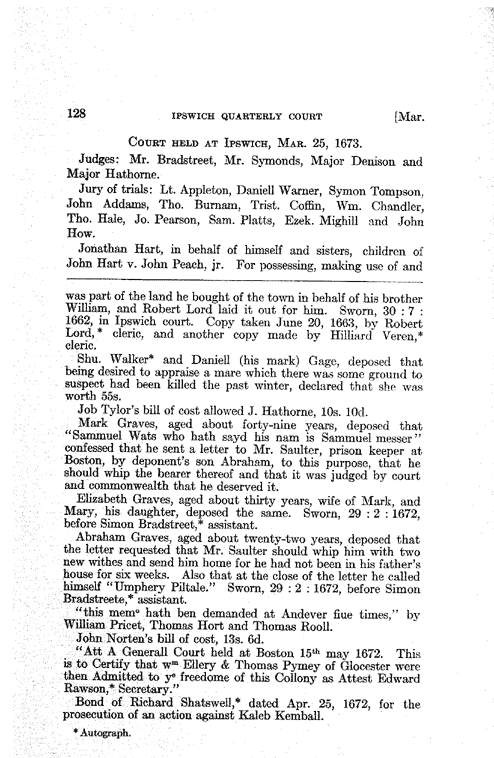 128 IPSWICH QUARTERLY COURT [Mar.
COURT HELD AT IPSWICH, MAR. 25, 1673.
Judges: Mr. Bradstreet, Mr. Symonds, Major Denison and
Major Hathorne.
Jury of trials: Lt. Appleton, Daniell Warner, Symon Tompson,
John Addams, Tho. Burnam, Trist. Coffin, Wm. Chandler,
Tho. Hale, Jo. Pearson, Sam. Platts, Ezek. Mighill and John
How.
Jonathan Hart, in behalf of himself and sisters, children of
John Hart v. John Peach, jr. For possessing, making use of and
was part of the land he bought of the town in behalf of his brother
William, and Robert Lord laid it out for him. Sworn, 30 : 7 :
1662, in Ipswich court. Copy taken June 20, 1663, by Robert
Lord,* cleric, and another copy made by Hilliard Veren,*
cleric.
Shu. Walker* and Daniell (his mark) Gage, deposed that
being desired to appraise a mare which there was some ground to
suspect had been killed the past winter, declared that she was
worth 55s.
Job Tylor's bill of cost allowed J. Hathorne, 10s. 10d.
Mark Graves, aged about forty-nine years, deposed that
"Sammuel Wats who hath sayd his nam is Sammuel messer"
confessed that he sent a letter to Mr. Saulter, prison keeper at
Boston, by deponent's son Abraham, to this purpose, that he
should whip the bearer thereof and that it was judged by court
and commonwealth that he deserved it.
Elizabeth Graves, aged about thirty years, wife of Mark, and
Mary, his daughter, deposed the same. Sworn, 29 : 2 : 1672,
before Simon Bradstreet,* assistant.
Abraham Graves, aged about twenty-two years, deposed that
the letter requested that Mr. Saulter should whip him with two
new withes and send him home for he had not been in his father's
house for six weeks. Also that at the close of the letter he called
himself "Umphery Piltale." Sworn, 29 : 2 : 1672, before Simon
Bradstreete,* assistant.
"this memo hath ben demanded at Andever fiue times," by
William Pricet, Thomas Hort and Thomas Rooll.
John Norten's bill of cost, 13s. 6d.
"Att A Generall Court held at Boston 15th may 1672. This
is to Certify that wm Ellery & Thomas Pymey of Glocester were
then Admitted to ye freedome of this Collony as Attest Edward
Rawson,* Secretary."
Bond of Richard Shatswell,* dated Apr. 25, 1672, for the
prosecution of an action against Kaleb Kemball.
* Autograph.